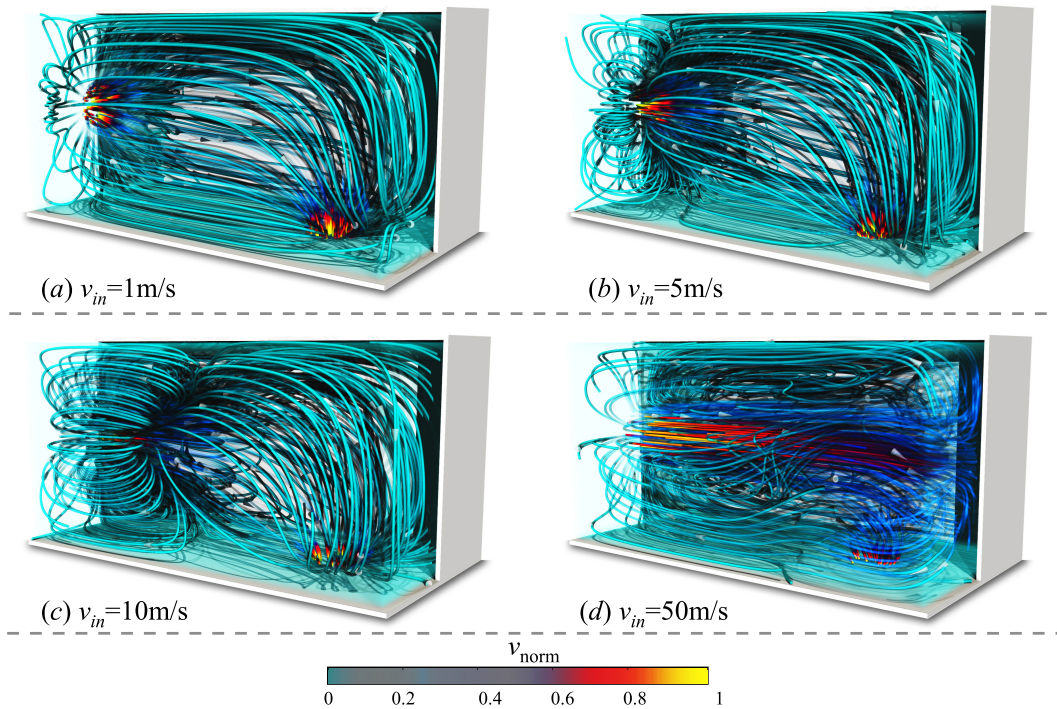 (a) v_in=1m/s
(b) v_in=5m/s
(c) v_in=10m/s
(d) v_in=50m/s
v_norm
0 0.2 0.4 0.6 0.8 1